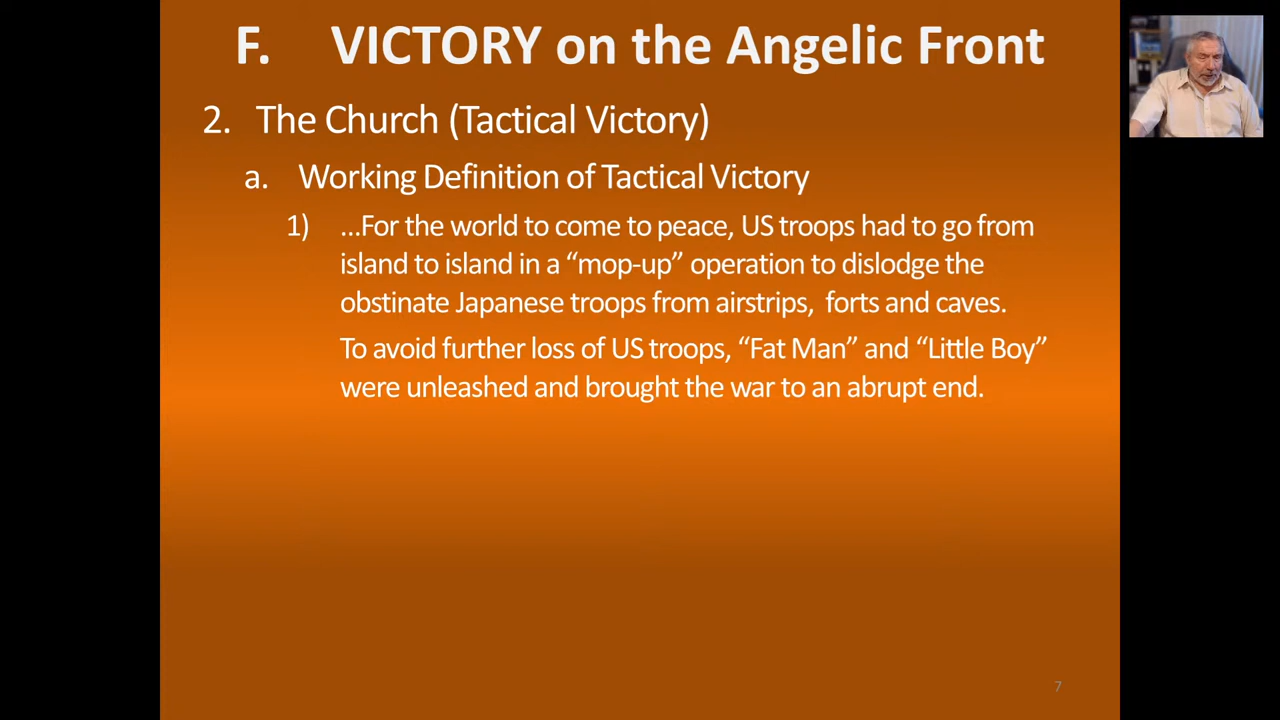 F. VICTORY on the Angelic Front
2. The Church (Tactical Victory)
a. Working Definition of Tactical Victory
1) ...For the world to come to peace, US troops had to go from
island to island in a “mop-up” operation to dislodge the
obstinate Japanese troops from airstrips, forts and caves.
To avoid further loss of US troops, “Fat Man” and “Little Boy”
were unleashed and brought the war to an abrupt end.
7